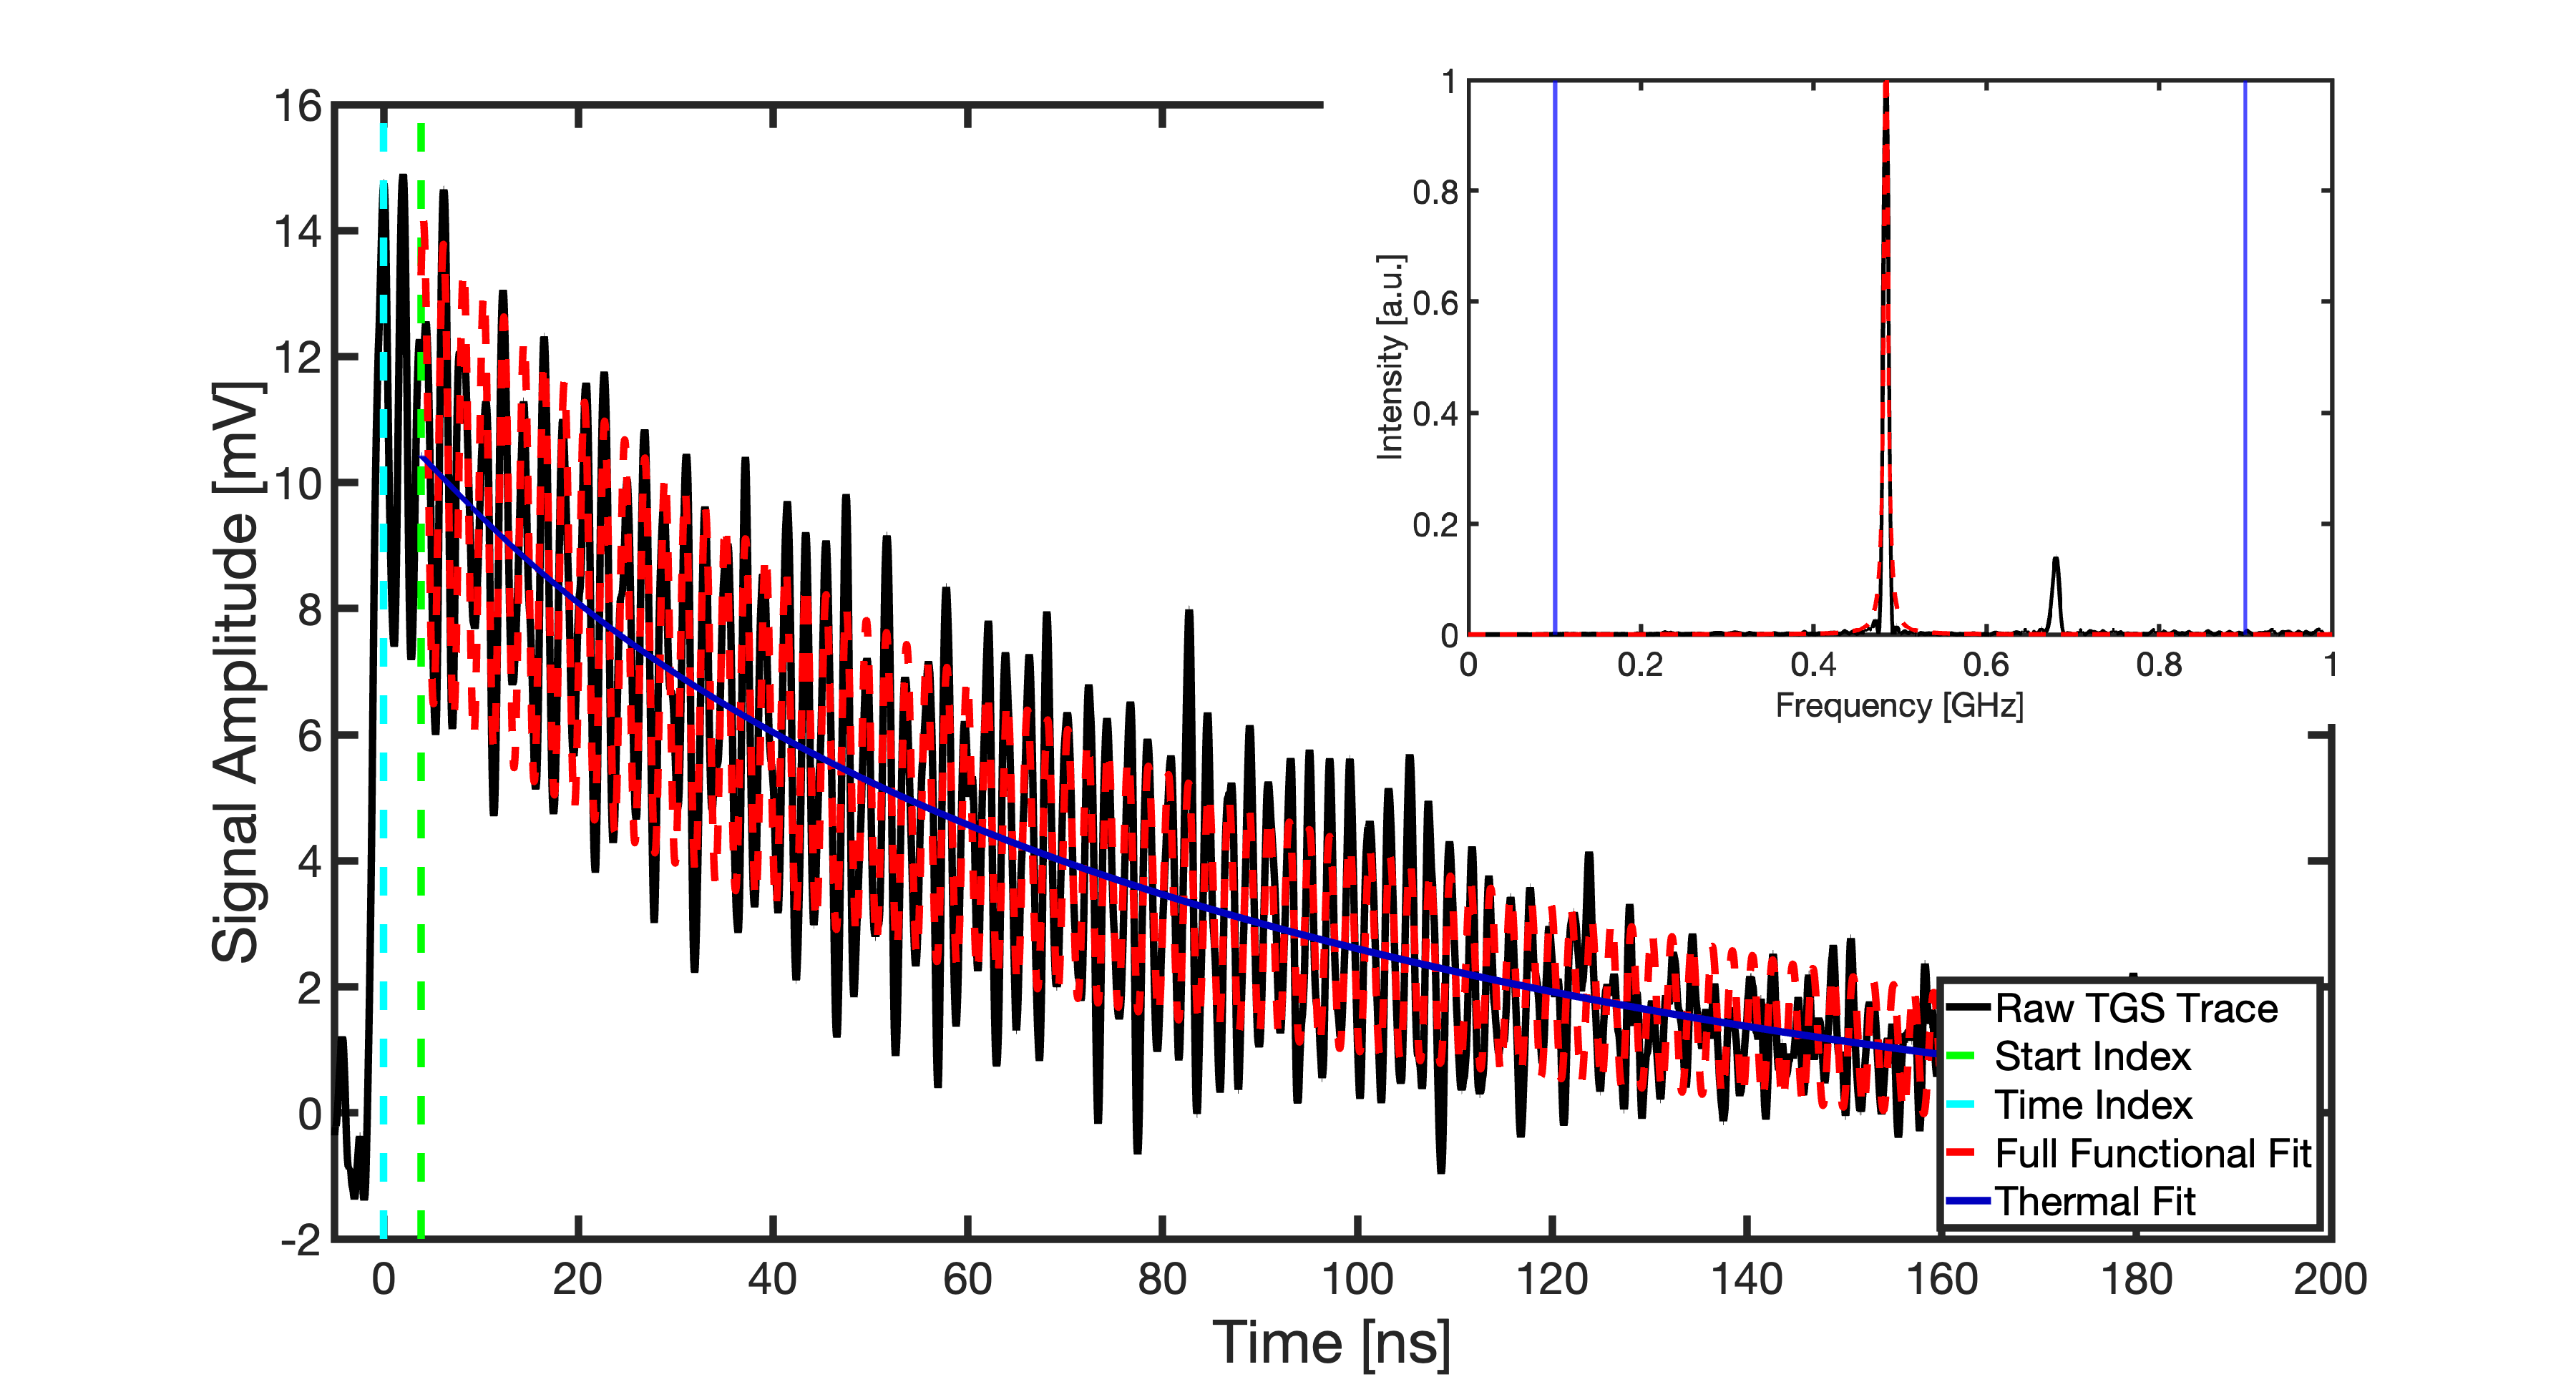 16
14
12
10
8
6
4
2
0
-2
Signal Amplitude [mV]
0 20 40 60 80 100 120 140 160 180 200
Time [ns]
1
0.8
0.6
0.4
0.2
0
Intensity [a.u.]
0 0.2 0.4 0.6 0.8 1
Frequency [GHz]
Raw TGS Trace
Start Index
Time Index
Full Functional Fit
Thermal Fit